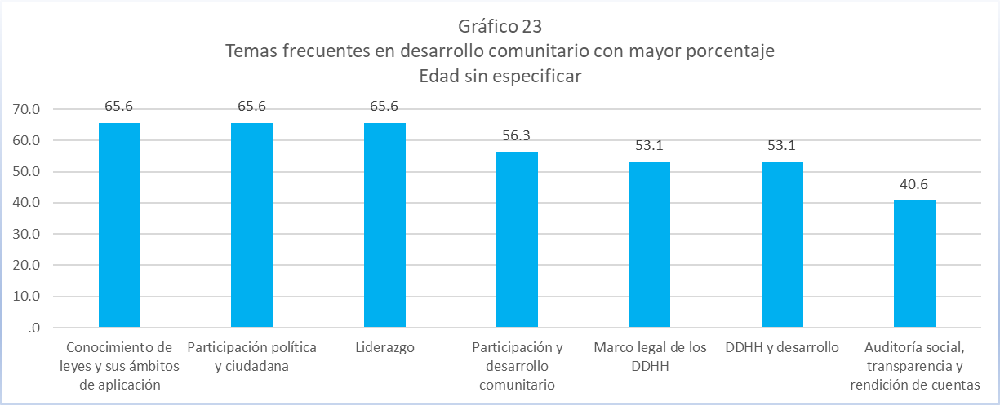 Gráfico 23
Temas frecuentes en desarrollo comunitario con mayor porcentaje
Edad sin especificar
70.0
60.0
50.0
40.0
30.0
20.0
10.0
.0
65.6
65.6
65.6
56.3
53.1
53.1
40.6
Conocimiento de
leyes y sus ámbitos
de aplicación
Participación política
y ciudadana
Liderazgo
Participación y
desarrollo
comunitario
Marco legal de los
DDHH
DDHH y desarrollo
Auditoría social,
transparencia y
rendición de cuentas